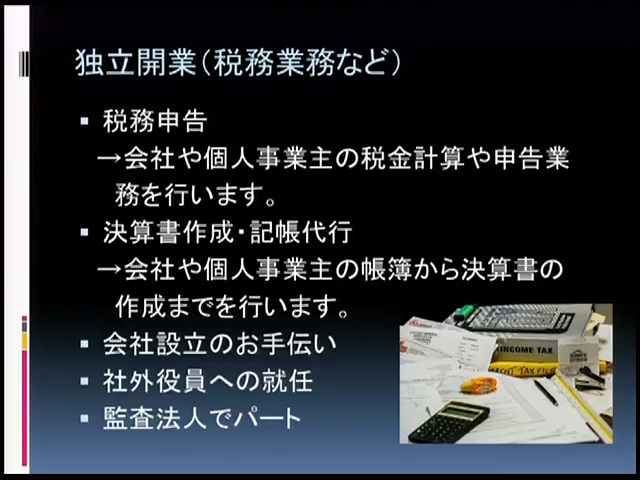 独立開業（税務業務など）
▪ 税務申告
→会社や個人事業主の税金計算や申告業
務を行います。
▪ 決算書作成・記帳代行
→会社や個人事業主の帳簿から決算書の
作成までを行います。
▪ 会社設立のお手伝い
▪ 社外役員への就任
▪ 監査法人でパート
INCOME TAX
TAX FILE